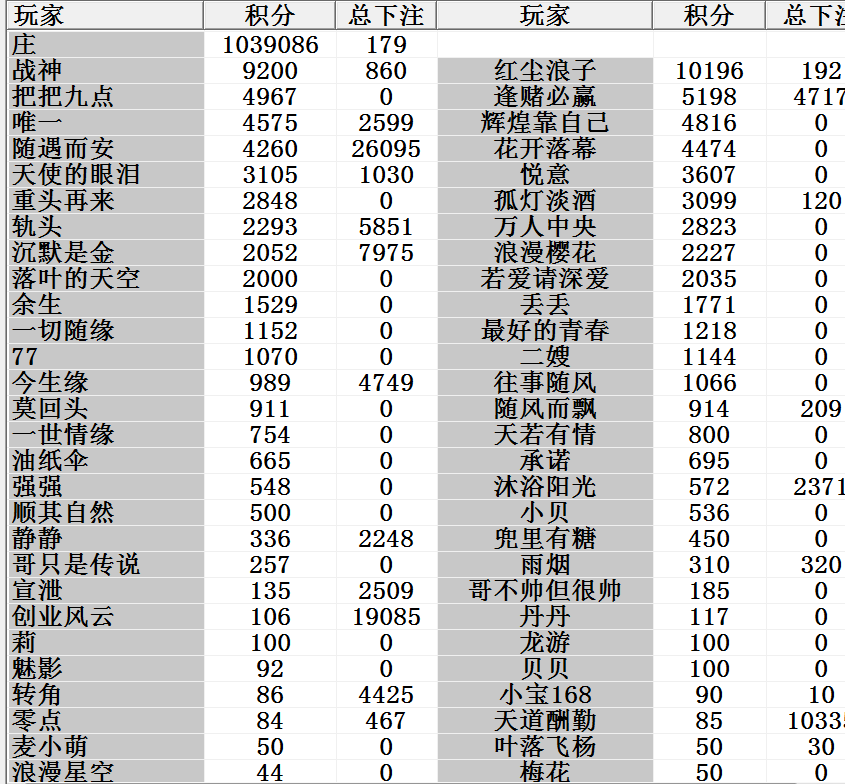 玩家 积分 总下注 玩家 积分 总下
庄 1039086 179
战神 9200 860 红尘浪子 10196 192
把把九点 4967 0 逢赌必赢 5198 4717
唯一 4575 2599 辉煌靠自己 4816 0
随遇而安 4260 26095 花开落幕 4474 0
天使的眼泪 3105 1030 悦意 3607 0
重头再来 2848 0 孤灯淡酒 3099 120
轨头 2293 5851 万人中央 2823 0
沉默是金 2052 7975 浪漫樱花 2227 0
落叶的天空 2000 0 若爱请深爱 2035 0
余生 1529 0 丢丢 1771 0
一切随缘 1152 0 最好的青春 1218 0
77 1070 0 二嫂 1144 0
今生缘 989 4749 往事随风 1066 0
莫回头 911 0 随风而飘 914 209
一世情缘 754 0 天若有情 800 0
油纸伞 665 0 承诺 695 0
强强 548 0 沐浴阳光 572 2371
顺其自然 500 0 小贝 536 0
静静 336 2248 兜里有糖 450 0
哥只是传说 257 0 雨烟 310 320
宣泄 135 2509 哥不帅但很帅 185 0
创业风云 106 19085 丹丹 117 0
莉 100 0 龙游 100 0
魅影 92 0 贝贝 100 0
转角 86 4425 小宝168 90 10
零点 84 467 天道酬勤 85 10335
麦小萌 50 0 叶落飞杨 50 30
浪漫星空 44 0 梅花 50 0